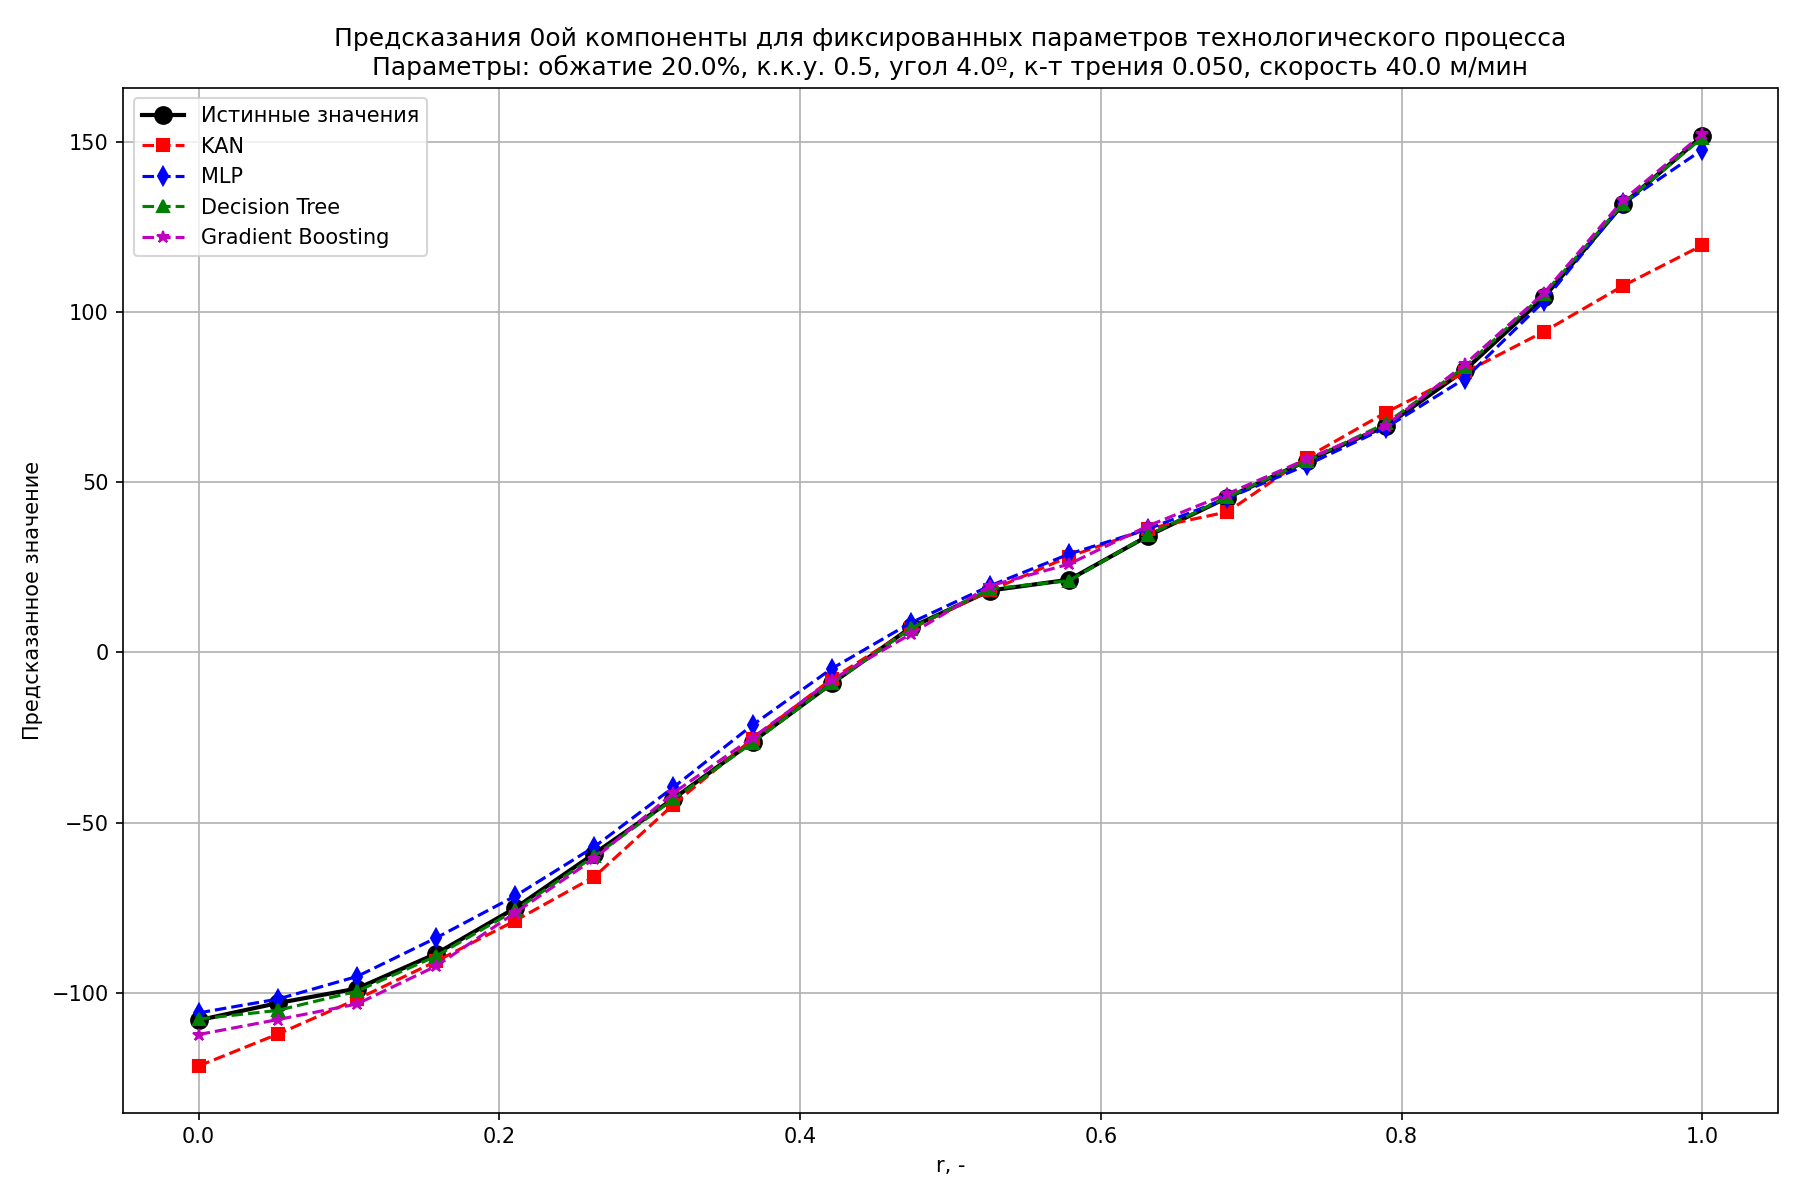 Предсказания 0ой компоненты для фиксированных параметров технологического процесса
Параметры: обжатие 20.0%, к.к.у. 0.5, угол 4.0º, к-т трения 0.050, скорость 40.0 м/мин
Истинные значения
KAN
MLP
Decision Tree
Gradient Boosting
Предсказанное значение
150
100
50
0
−50
−100
0.0
0.2
0.4
0.6
0.8
1.0
r, -